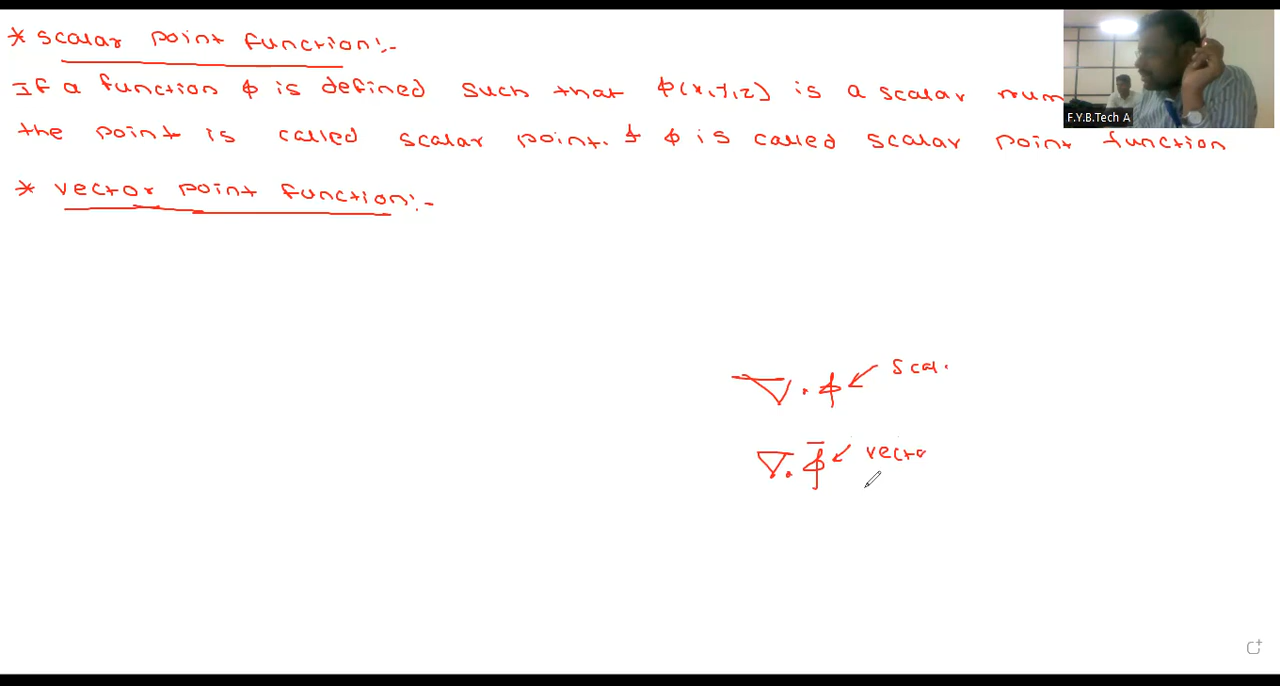 * scalar point function:-
If a function ϕ is defined such that ϕ(x,y,z) is a scalar num
F.Y.B.Tech A
the point is called scalar point. & ϕ is called scalar point function
* vector point function:-
∇.ϕ ↙ scal.
∇.ϕ̅ ↙ vecto